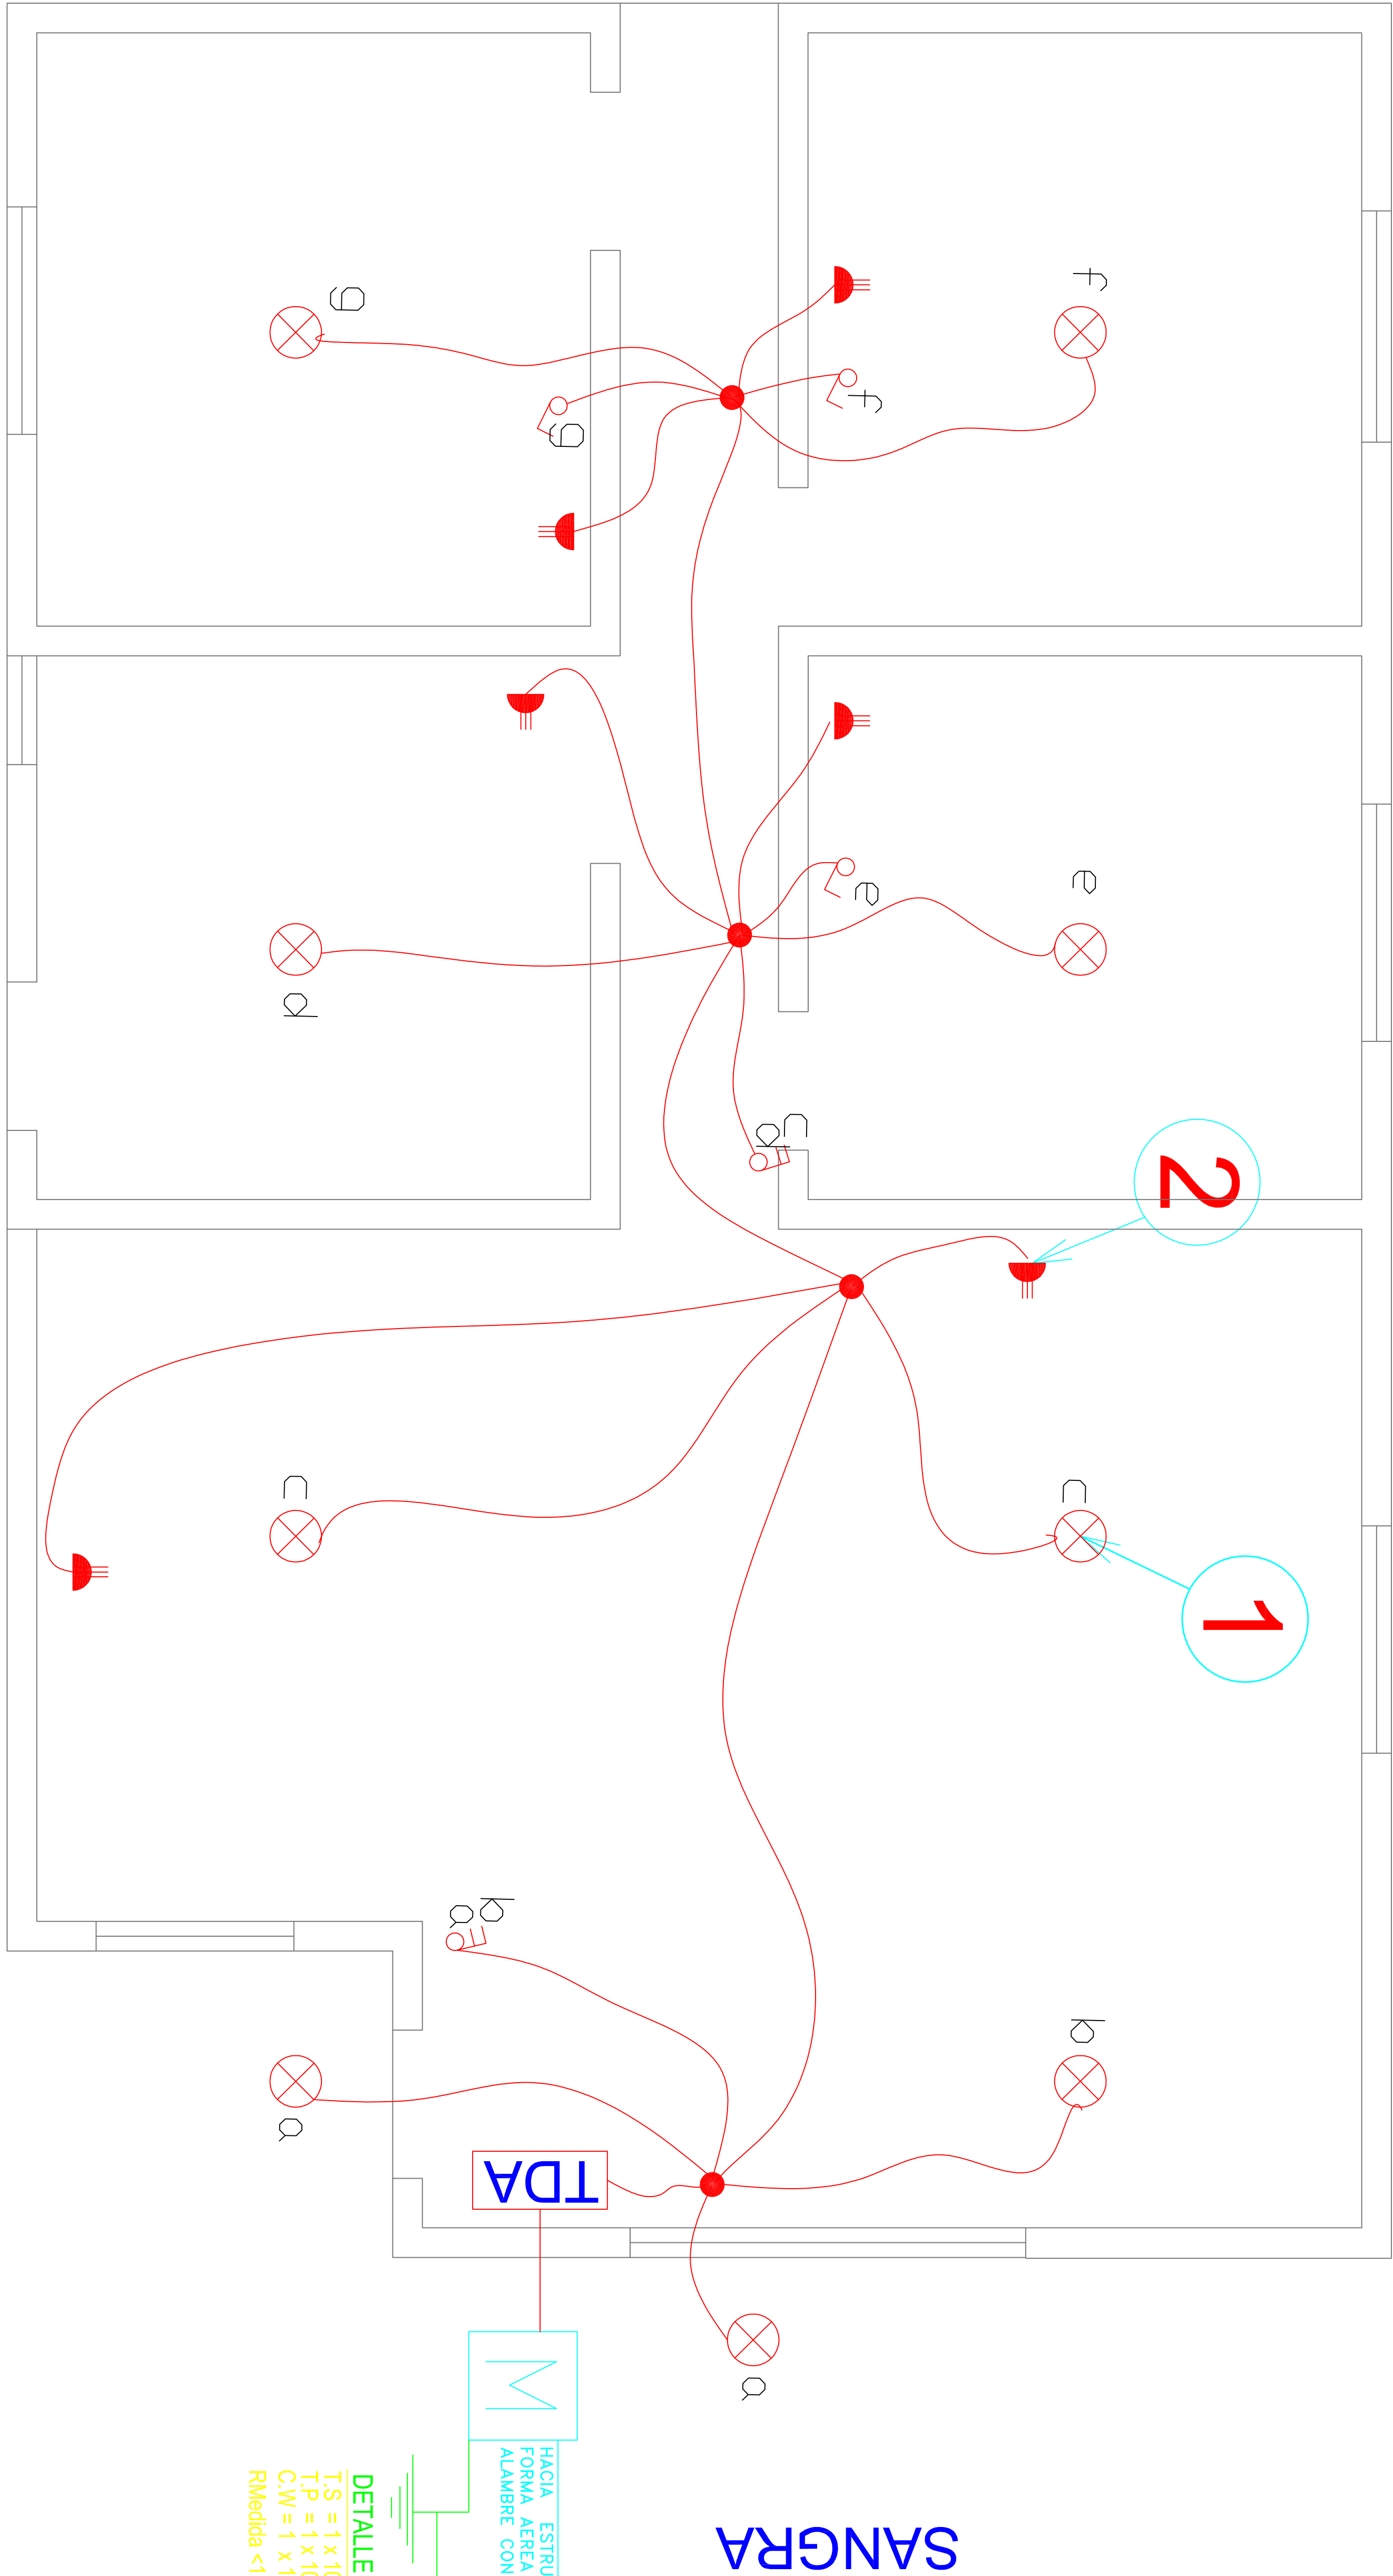 g
f
f
g
e
e
d
c
d
2
c
c
1
b
a
b
a
TDA
a
M
HACIA ESTRU
FORMA AEREA
ALAMBRE CON
DETALLE
T.S = 1 x 10
T.P = 1 x 10
C.W = 1 x 1
RMedida <1
SANGRA